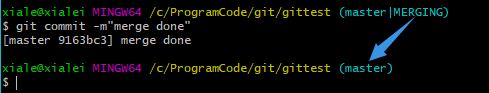 xiale@xialei MINGW64 /c/ProgramCode/git/gittest (master|MERGING)
$ git commit -m"merge done"
[master 9163bc3] merge done
xiale@xialei MINGW64 /c/ProgramCode/git/gittest (master)
$